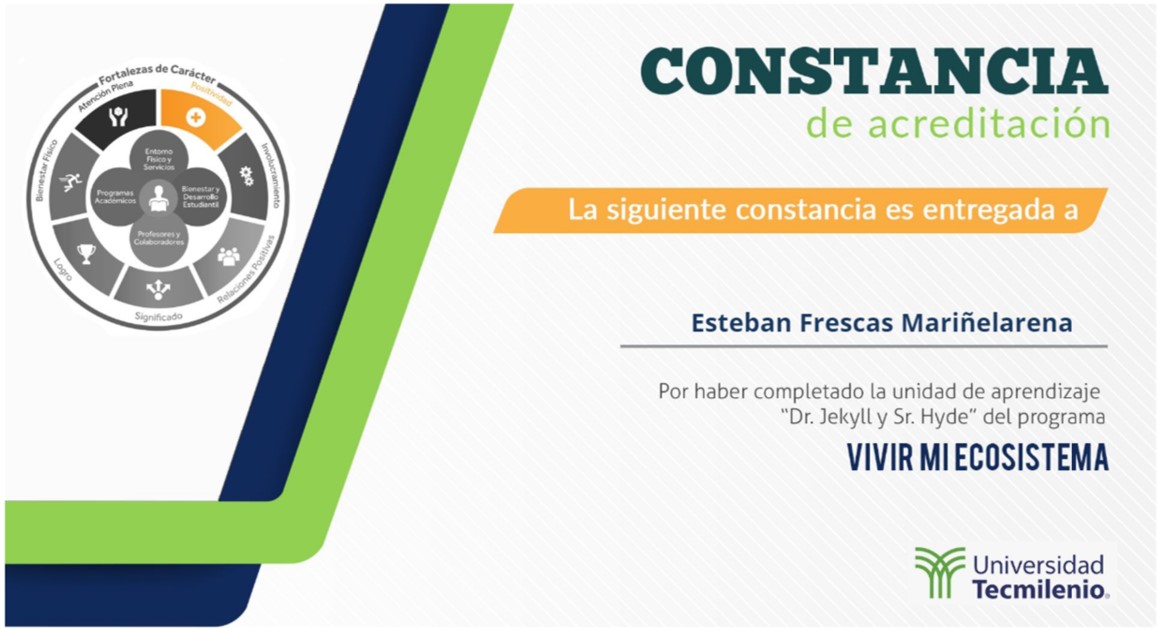 Fortalezas de Carácter
Atención Plena
Positividad
Bienestar Físico
Involucramiento
Entorno
Físico y
Servicios
Programas
Académicos
Bienestar y
Desarrollo
Estudiantil
Profesores y
Colaboradores
Logro
Relaciones Positivas
Significado
CONSTANCIA
de acreditación
La siguiente constancia es entregada a
Esteban Frescas Mariñelarena
Por haber completado la unidad de aprendizaje
“Dr. Jekyll y Sr. Hyde” del programa
VIVIR MI ECOSISTEMA
Universidad
Tecmilenio®